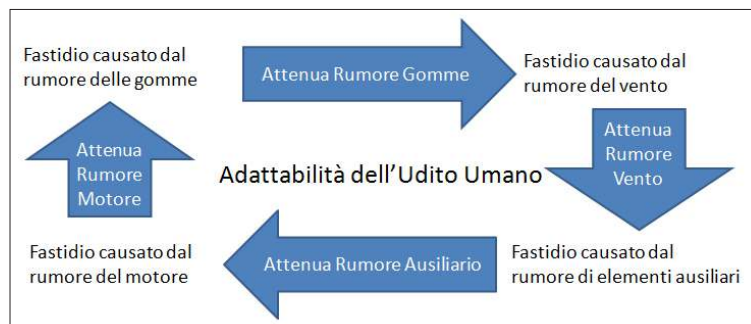 Fastidio causato dal
rumore delle gomme
Attenua Rumore Gomme
Fastidio causato dal
rumore del vento
Attenua
Rumore
Motore
Adattabilità dell'Udito Umano
Attenua
Rumore
Vento
Fastidio causato dal
rumore del motore
Attenua Rumore Ausiliario
Fastidio causato dal
rumore di elementi ausiliari